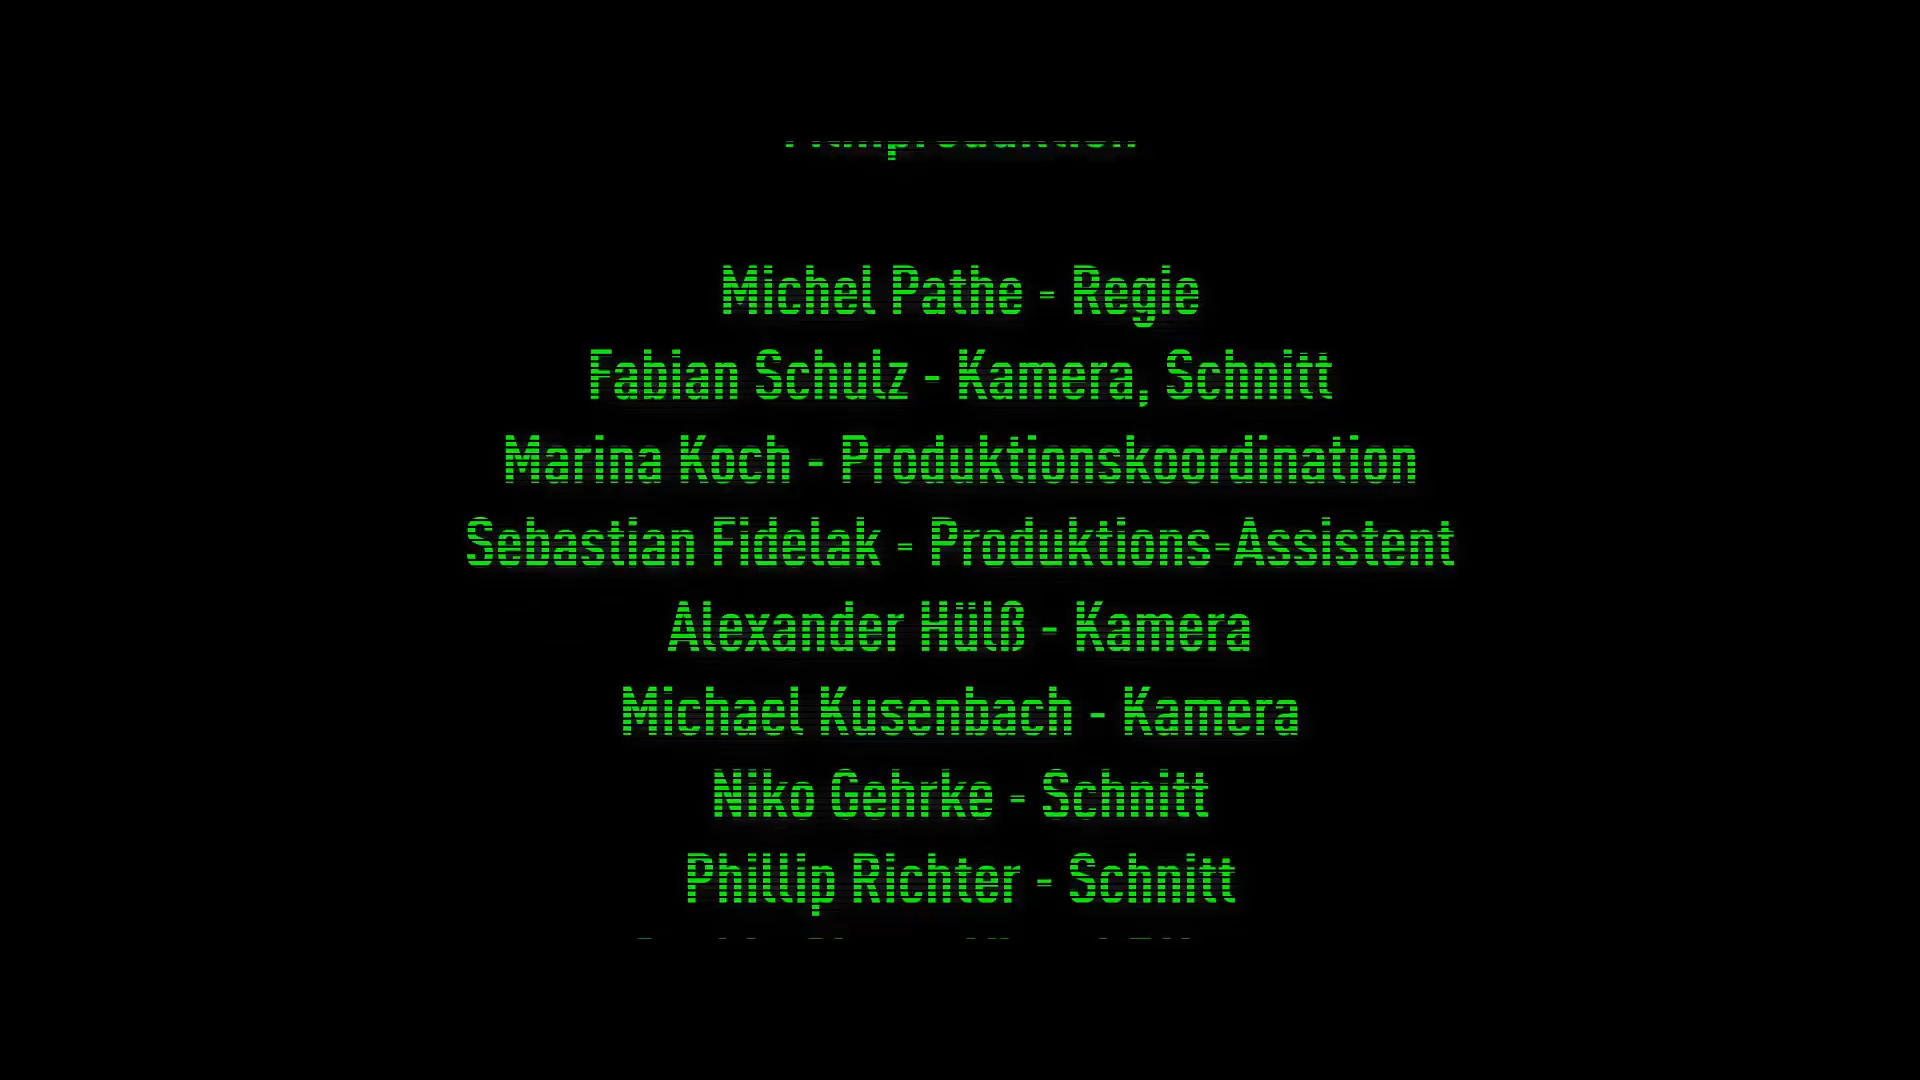 Filmproduktion
Michel Pathe - Regie
Fabian Schulz - Kamera, Schnitt
Marina Koch - Produktionskoordination
Sebastian Fidelak - Produktions-Assistent
Alexander Hülß - Kamera
Michael Kusenbach - Kamera
Niko Gehrke - Schnitt
Phillip Richter - Schnitt